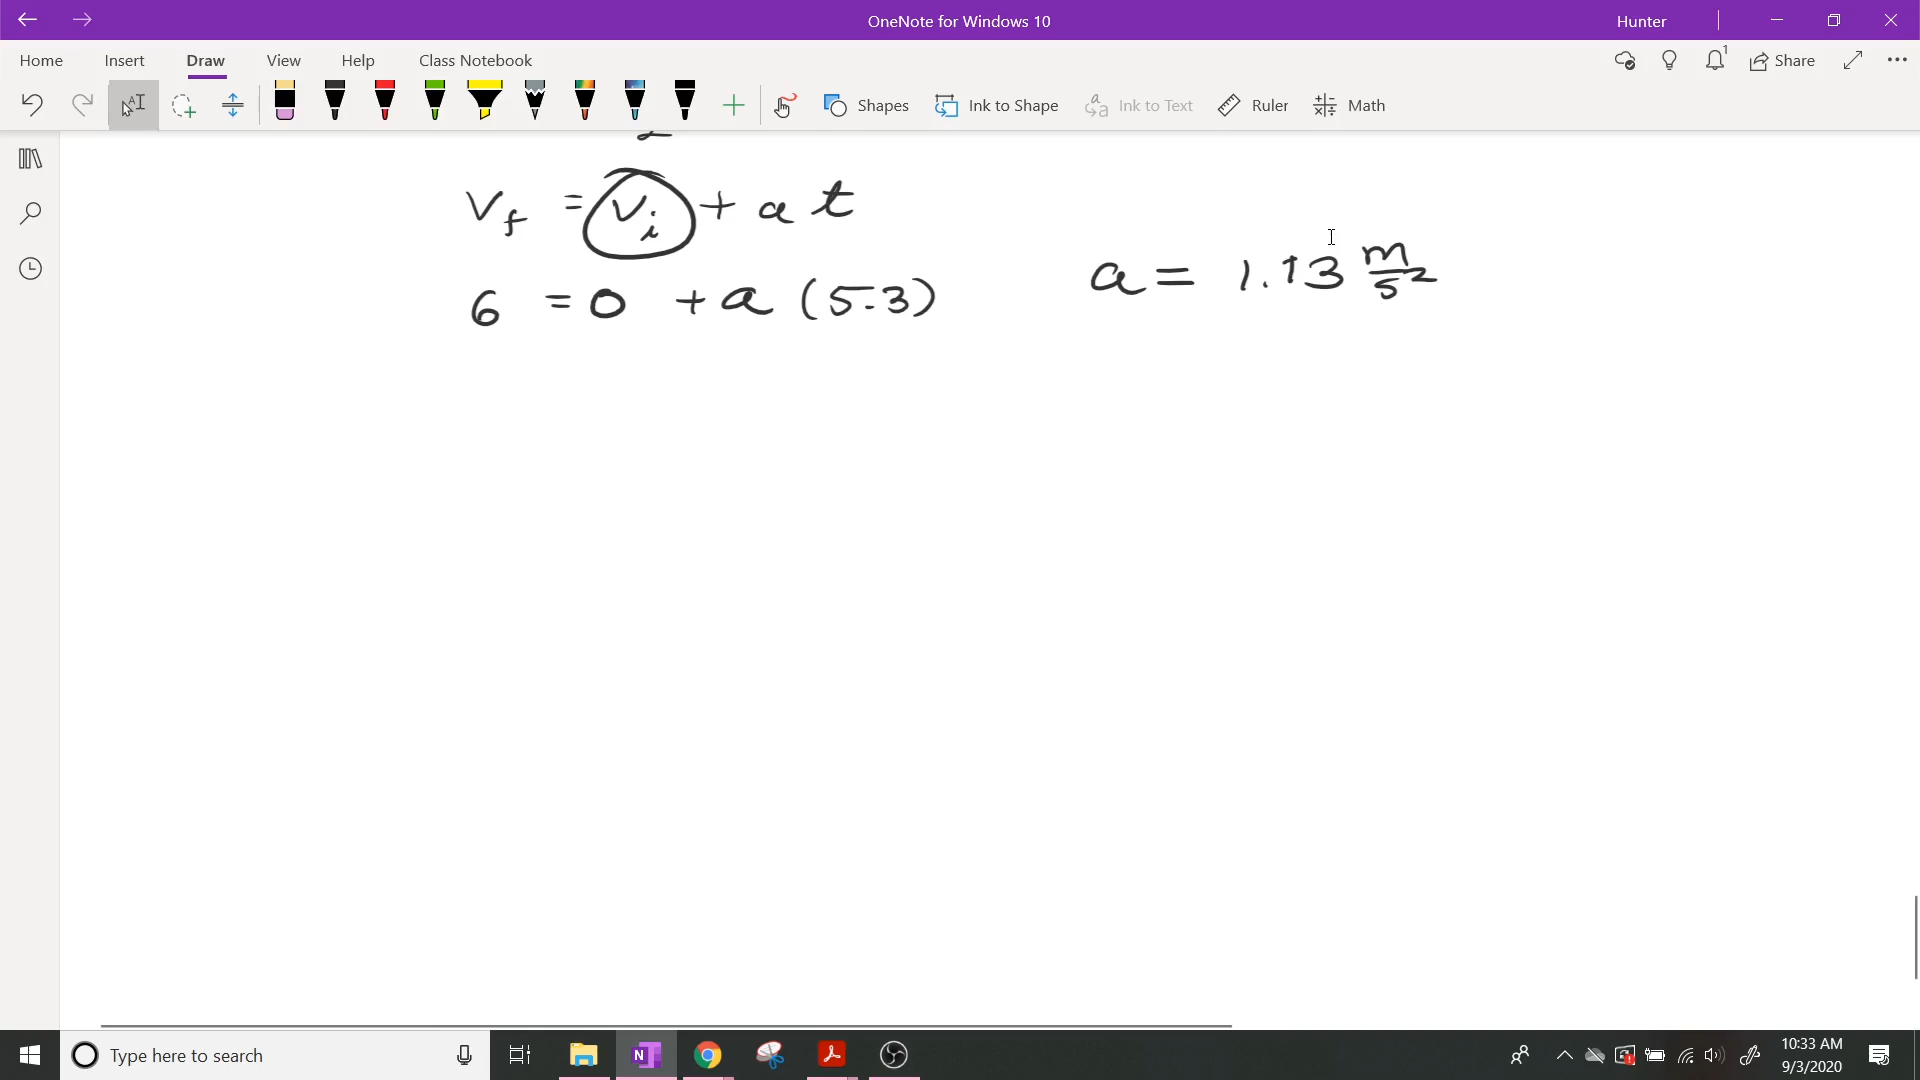 OneNote for Windows 10
Hunter
Home Insert Draw View Help Class Notebook
1 Share
Shapes Ink to Shape Ink to Text Ruler Math
Vf = Vi + a t
6 = 0 + a (5.3)
a = 1.13 m/s²
Type here to search
10:33 AM
9/3/2020